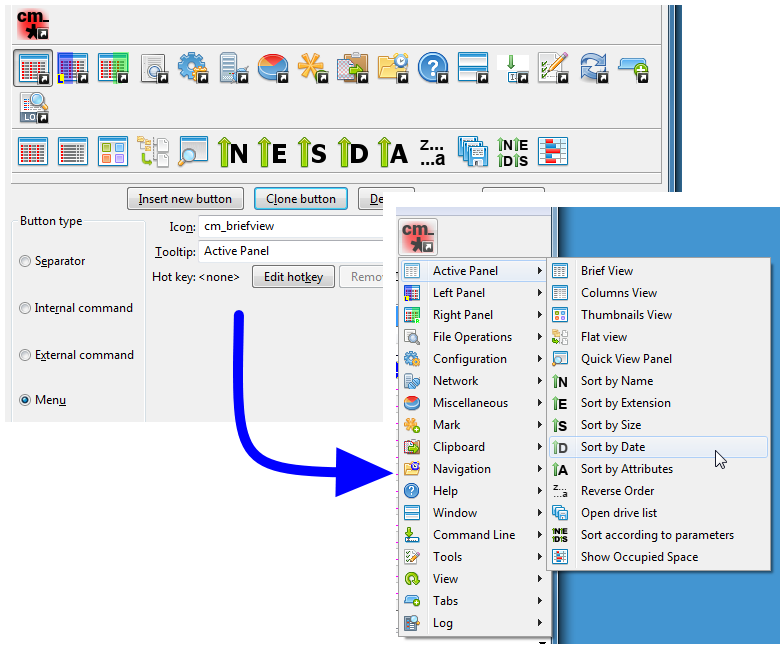 cm_
L
LOG
N E S D A z... ...a N E D S
Insert new button Clone button De
Button type
Icon: cm_briefview
Tooltip: Active Panel
Hot key: <none> Edit hotkey Remo
Separator
Internal command
External command
Menu
cm_
Active Panel
Left Panel
Right Panel
File Operations
Configuration
Network
Miscellaneous
Mark
Clipboard
Navigation
Help
Window
Command Line
Tools
View
Tabs
Log
Brief View
Columns View
Thumbnails View
Flat view
Quick View Panel
N Sort by Name
E Sort by Extension
S Sort by Size
D Sort by Date
A Sort by Attributes
z... ...a Reverse Order
Open drive list
Sort according to parameters
Show Occupied Space